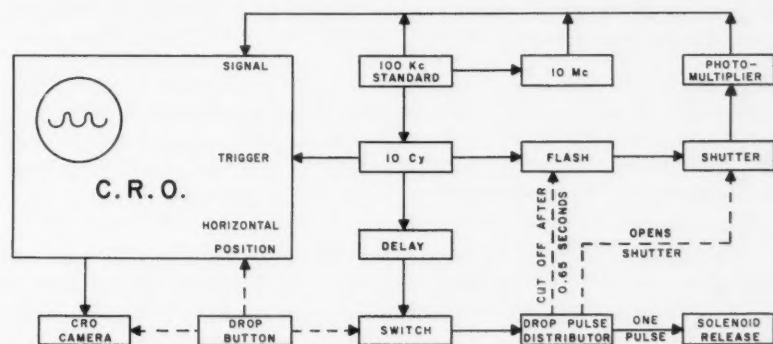 SIGNAL
100 Kc
STANDARD
10 Mc
PHOTO-
MULTIPLIER
TRIGGER
10 Cy
FLASH
SHUTTER
C. R. O.
HORIZONTAL
POSITION
DELAY
CUT OFF AFTER
0.65 SECONDS
OPENS
SHUTTER
CRO
CAMERA
DROP
BUTTON
SWITCH
DROP PULSE
DISTRIBUTOR
ONE
PULSE
SOLENOID
RELEASE